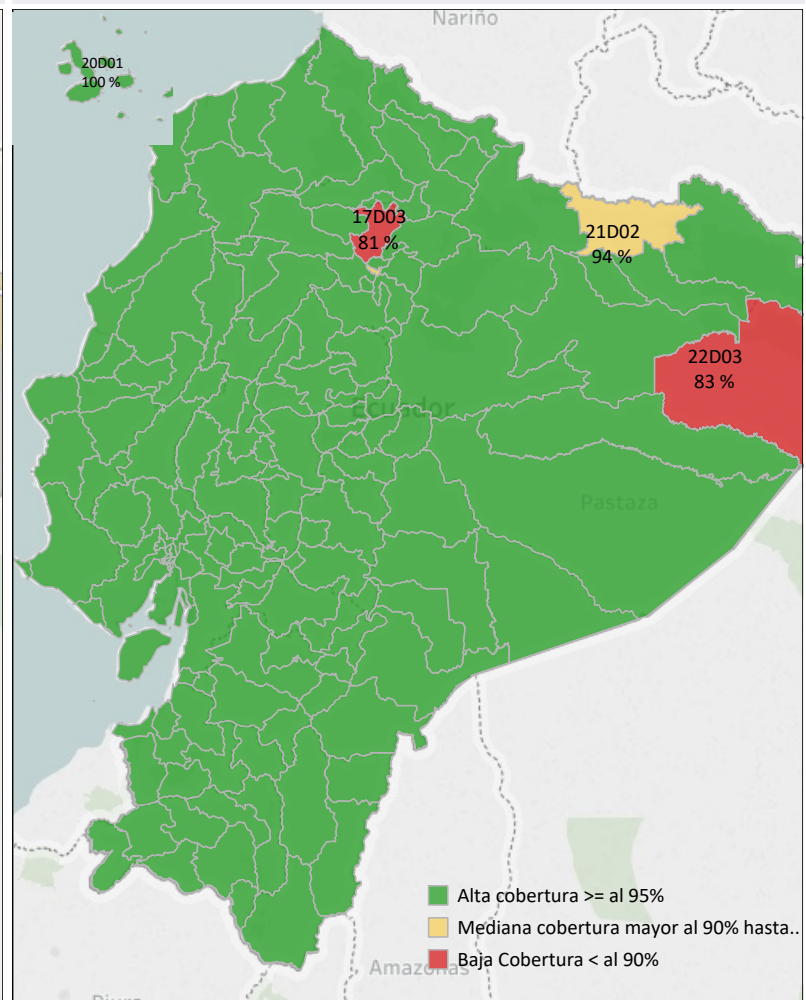 Nariño
20D01
100 %
17D03
81 %
21D02
94 %
22D03
83 %
Ecuador
Pastaza
Alta cobertura >= al 95%
Mediana cobertura mayor al 90% hasta..
Baja Cobertura < al 90%
Amazonas